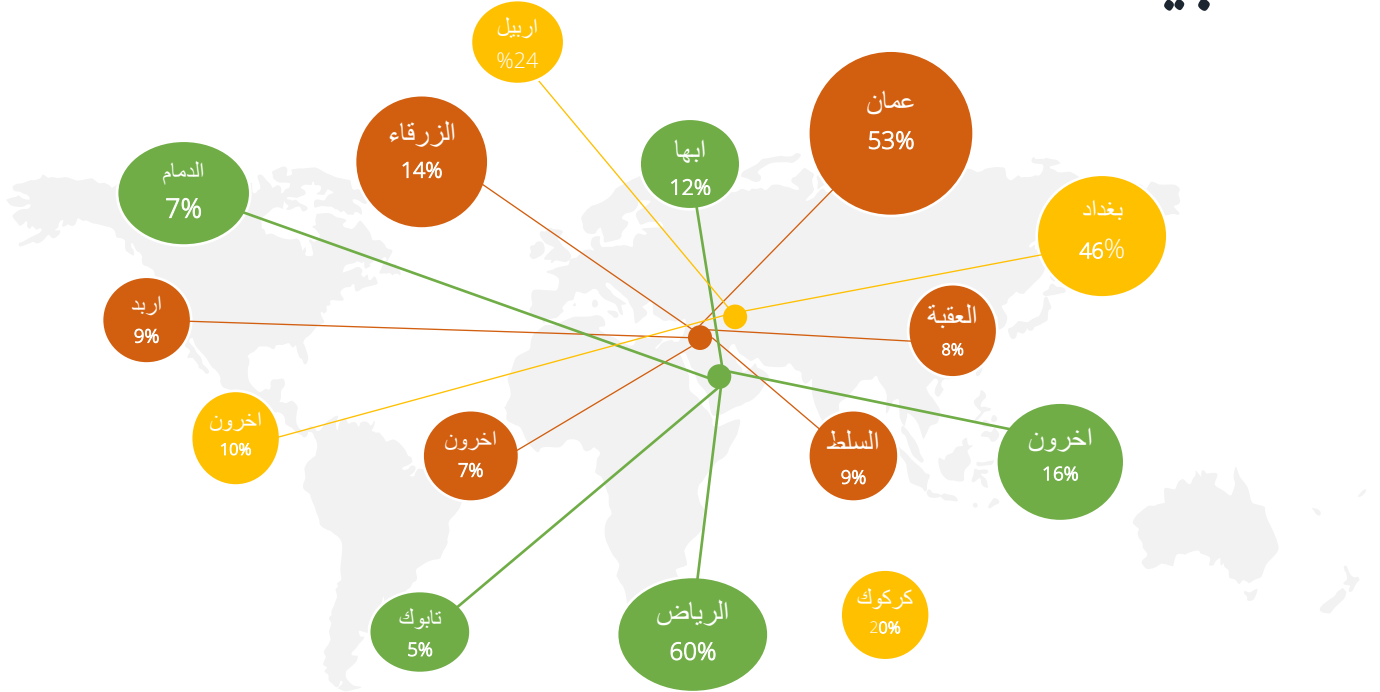 اربيل
%24
عمان
53%
الزرقاء
14%
ابها
12%
الدمام
7%
بغداد
46%
اربد
9%
العقبة
8%
اخرون
10%
اخرون
7%
السلط
9%
اخرون
16%
كركوك
20%
تابوك
5%
الرياض
60%